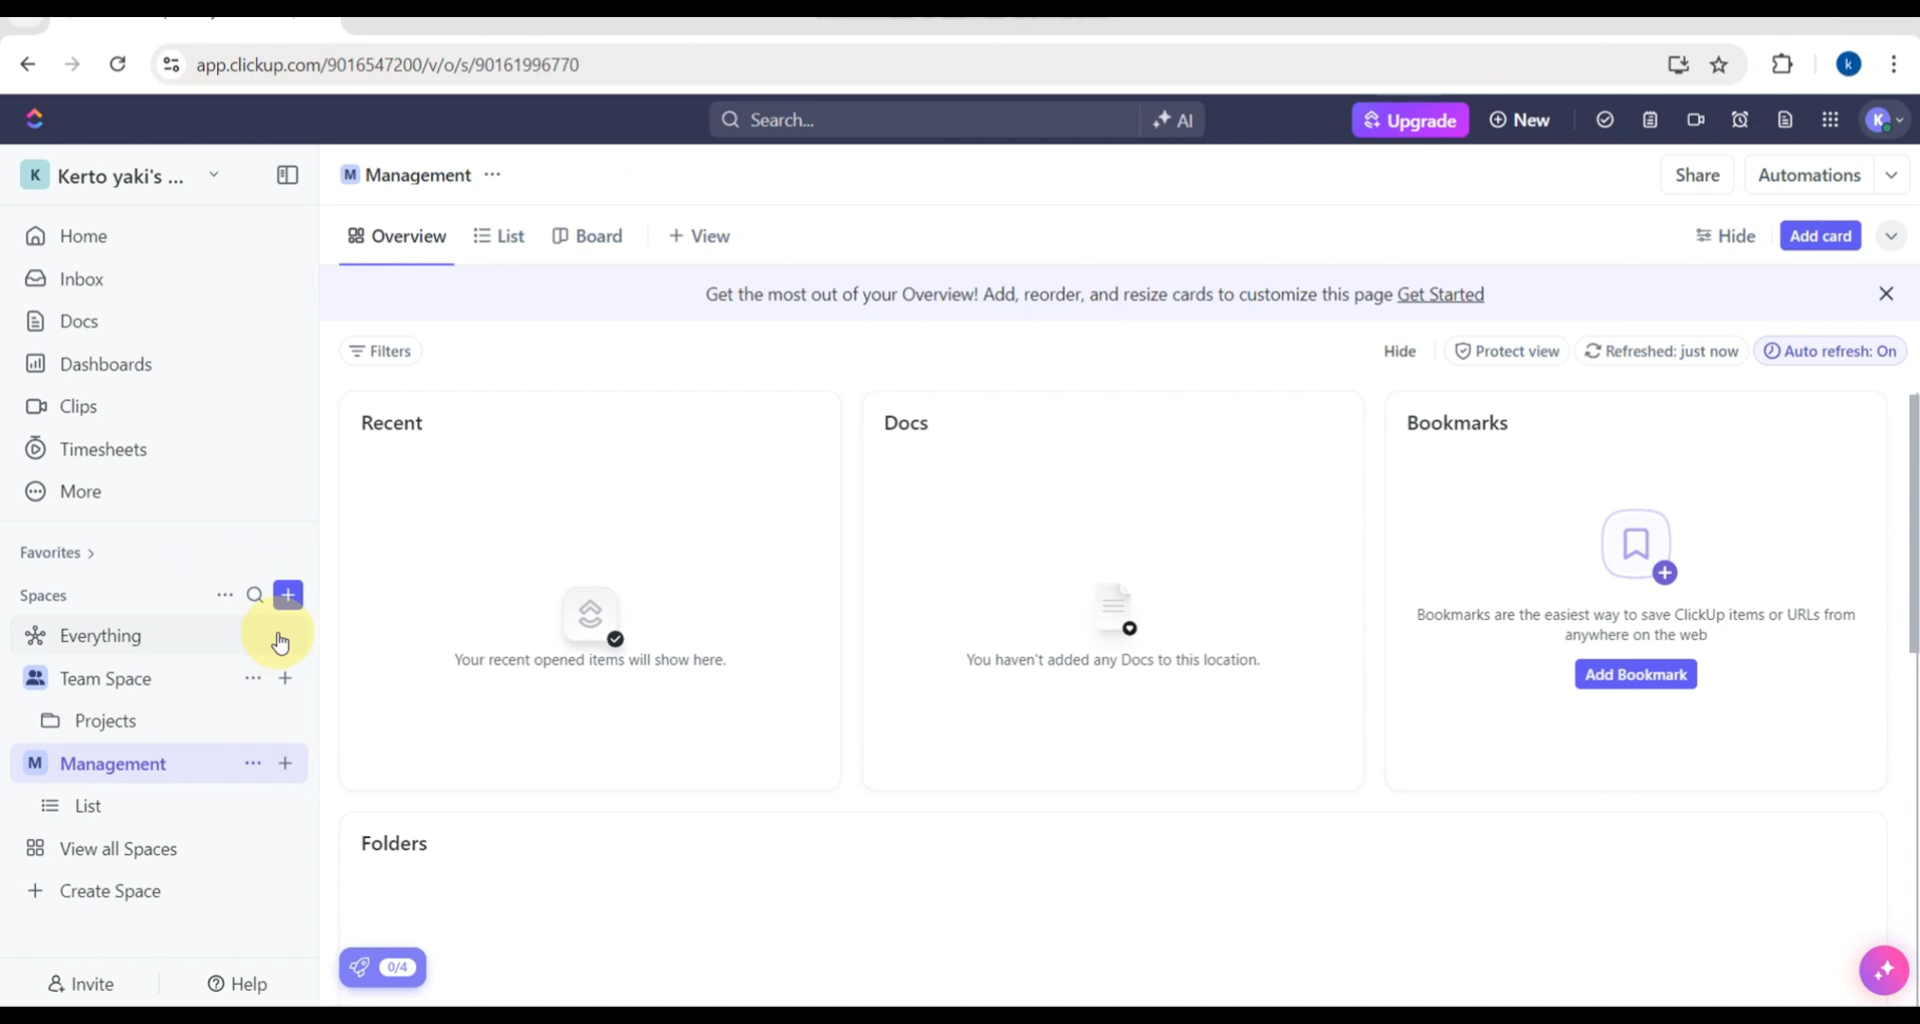 app.clickup.com/9016547200/v/o/s/90161996770
k
Search...
AI
Upgrade
New
K
K Kerto yaki's ...
M Management ...
Share
Automations
Home
Inbox
Docs
Dashboards
Clips
Timesheets
More
Overview
List
Board
+ View
Hide
Add card
Get the most out of your Overview! Add, reorder, and resize cards to customize this page Get Started
Filters
Hide
Protect view
Refreshed: just now
Auto refresh: On
Favorites >
Spaces
Everything
Team Space
Projects
M Management
List
View all Spaces
+ Create Space
Invite
Help
Recent
Your recent opened items will show here.
Docs
You haven't added any Docs to this location.
Bookmarks
Bookmarks are the easiest way to save ClickUp items or URLs from
anywhere on the web
Add Bookmark
Folders
0/4